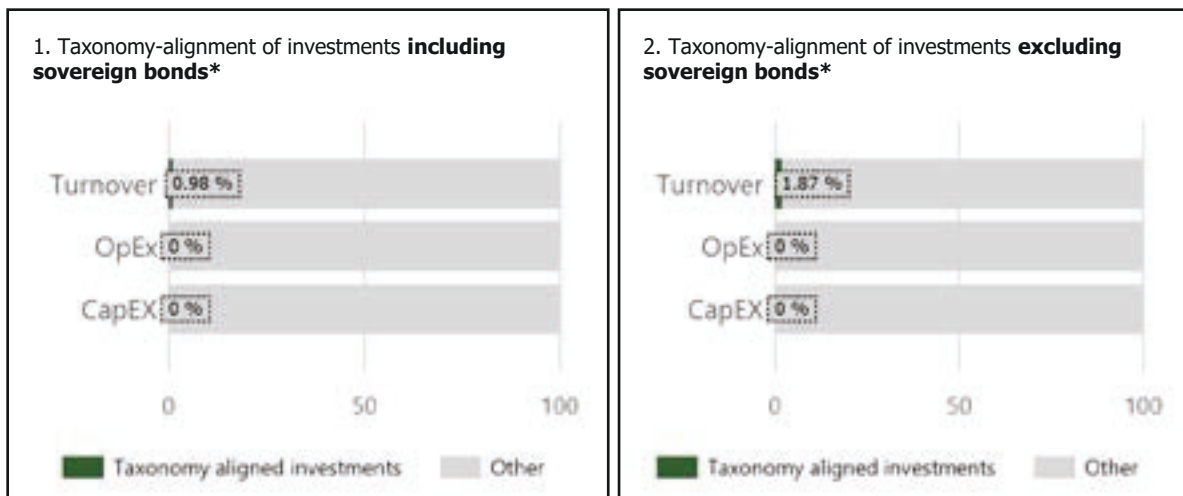 1. Taxonomy-alignment of investments including
sovereign bonds*
Turnover 0.98 %
OpEx 0 %
CapEX 0 %
0 50 100
Taxonomy aligned investments Other
2. Taxonomy-alignment of investments excluding
sovereign bonds*
Turnover 1.87 %
OpEx 0 %
CapEX 0 %
0 50 100
Taxonomy aligned investments Other